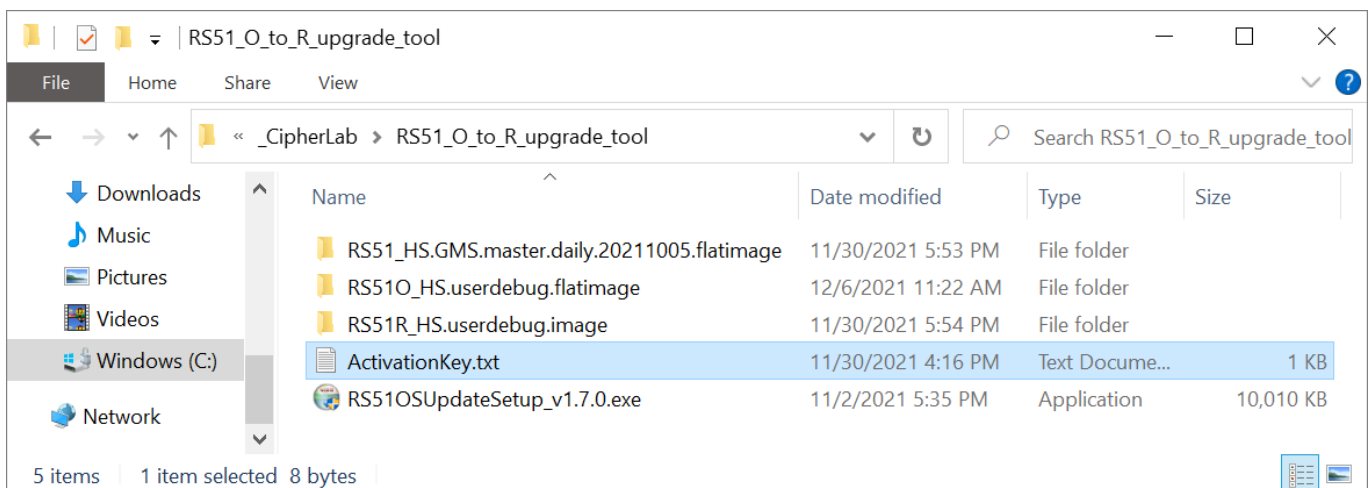 RS51_O_to_R_upgrade_tool
File Home Share View
« _CipherLab > RS51_O_to_R_upgrade_tool Search RS51_O_to_R_upgrade_tool
Downloads
Music
Pictures
Videos
Windows (C:)
Network
Name Date modified Type Size
RS51_HS.GMS.master.daily.20211005.flatimage 11/30/2021 5:53 PM File folder
RS51O_HS.userdebug.flatimage 12/6/2021 11:22 AM File folder
RS51R_HS.userdebug.image 11/30/2021 5:54 PM File folder
ActivationKey.txt 11/30/2021 4:16 PM Text Docume... 1 KB
RS51OSUpdateSetup_v1.7.0.exe 11/2/2021 5:35 PM Application 10,010 KB
5 items 1 item selected 8 bytes